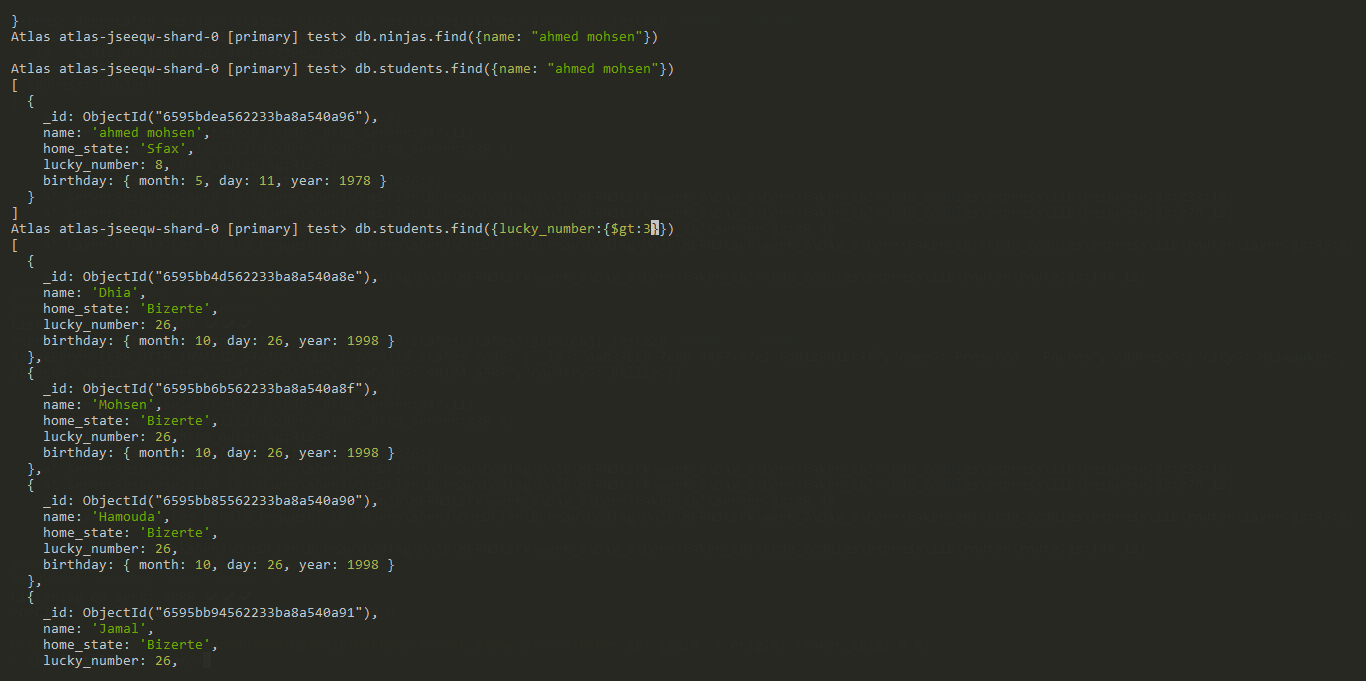 }
Atlas atlas-jseeqw-shard-0 [primary] test> db.ninjas.find({name: "ahmed mohsen"})
Atlas atlas-jseeqw-shard-0 [primary] test> db.students.find({name: "ahmed mohsen"})
[
{
_id: ObjectId("6595bdea562233ba8a540a96"),
name: 'ahmed mohsen',
home_state: 'Sfax',
lucky_number: 8,
birthday: { month: 5, day: 11, year: 1978 }
}
]
Atlas atlas-jseeqw-shard-0 [primary] test> db.students.find({lucky_number:{$gt:3}})
[
{
_id: ObjectId("6595bb4d562233ba8a540a8e"),
name: 'Dhia',
home_state: 'Bizerte',
lucky_number: 26,
birthday: { month: 10, day: 26, year: 1998 }
},
{
_id: ObjectId("6595bb6b562233ba8a540a8f"),
name: 'Mohsen',
home_state: 'Bizerte',
lucky_number: 26,
birthday: { month: 10, day: 26, year: 1998 }
},
{
_id: ObjectId("6595bb85562233ba8a540a90"),
name: 'Hamouda',
home_state: 'Bizerte',
lucky_number: 26,
birthday: { month: 10, day: 26, year: 1998 }
},
{
_id: ObjectId("6595bb94562233ba8a540a91"),
name: 'Jamal',
home_state: 'Bizerte',
lucky_number: 26,